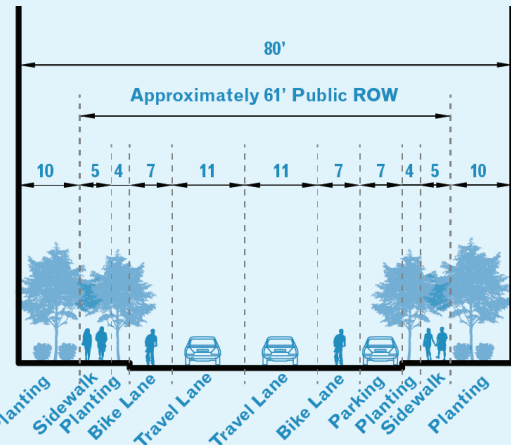 80’
Approximately 61’ Public ROW
10 5 4 7 11 11 7 7 4 5 10
Planting Sidewalk Planting Bike Lane Travel Lane Travel Lane Bike Lane Parking Planting Sidewalk Planting